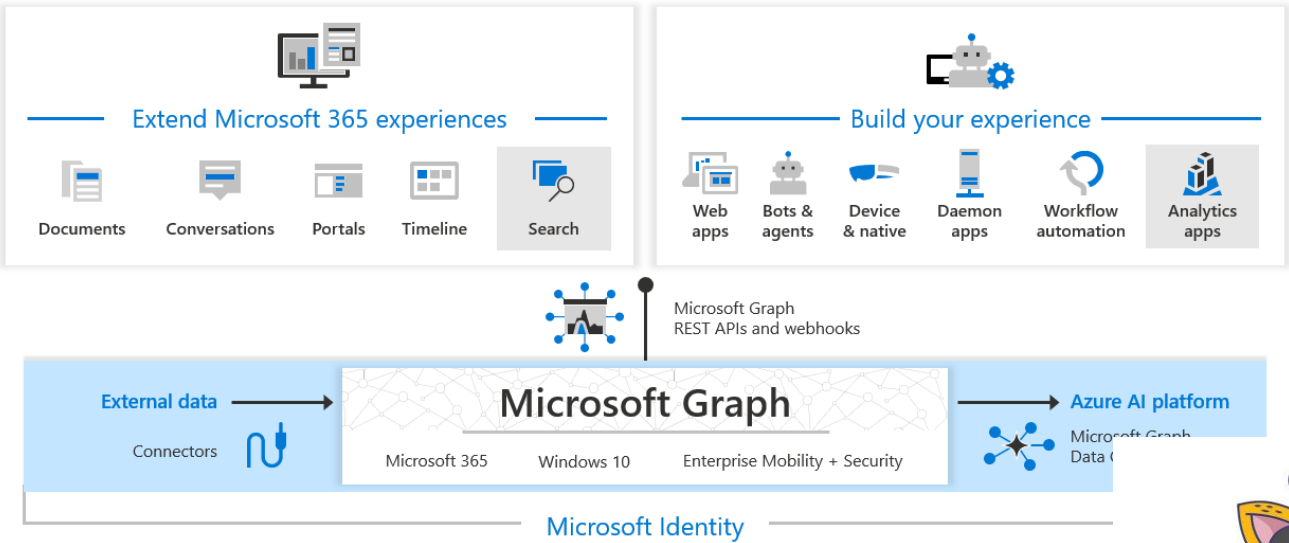 Extend Microsoft 365 experiences
Documents
Conversations
Portals
Timeline
Search
Build your experience
Web
apps
Bots &
agents
Device
& native
Daemon
apps
Workflow
automation
Analytics
apps
Microsoft Graph
REST APIs and webhooks
External data
Connectors
Microsoft Graph
Microsoft 365
Windows 10
Enterprise Mobility + Security
Azure AI platform
Microsoft Graph
Data
Microsoft Identity